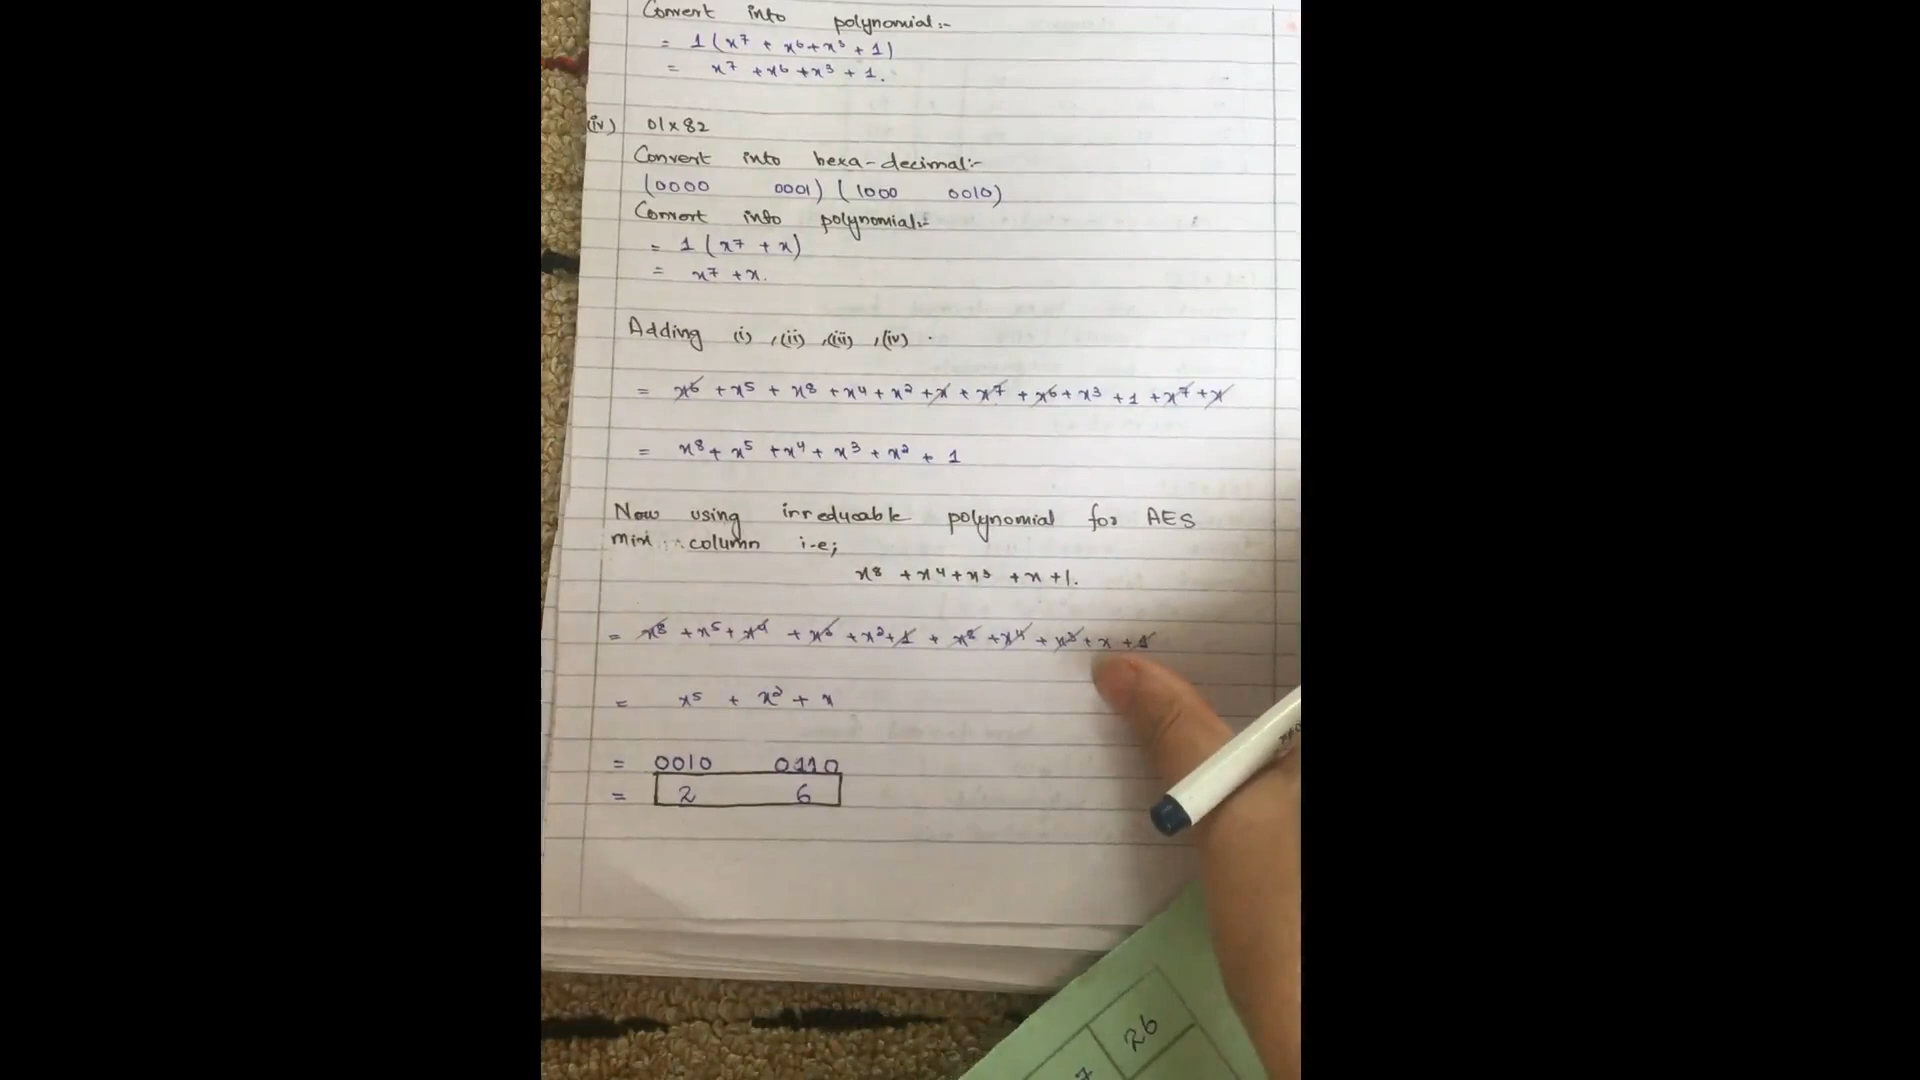 Convert into polynomial:-
= 1 (x⁷ + x⁶ + x³ + 1)
= x⁷ + x⁶ + x³ + 1.
(iv) 01 x 82
Convert into hexa-decimal:-
(0000 0001) (1000 0010)
Convert into polynomial:-
= 1 (x⁷ + x)
= x⁷ + x.
Adding (i) , (ii) , (iii) , (iv) .
= x⁶ + x⁵ + x⁸ + x⁴ + x² + x + x⁷ + x⁶ + x³ + 1 + x⁷ + x
= x⁸ + x⁵ + x⁴ + x³ + x² + 1
Now using irreducable polynomial for AES
mix column i-e;
x⁸ + x⁴ + x³ + x + 1.
= x⁸ + x⁵ + x⁴ + x³ + x² + 1 + x⁸ + x⁴ + x³ + x + 1
= x⁵ + x² + x
= 0010 0110
= 2 6
26
7